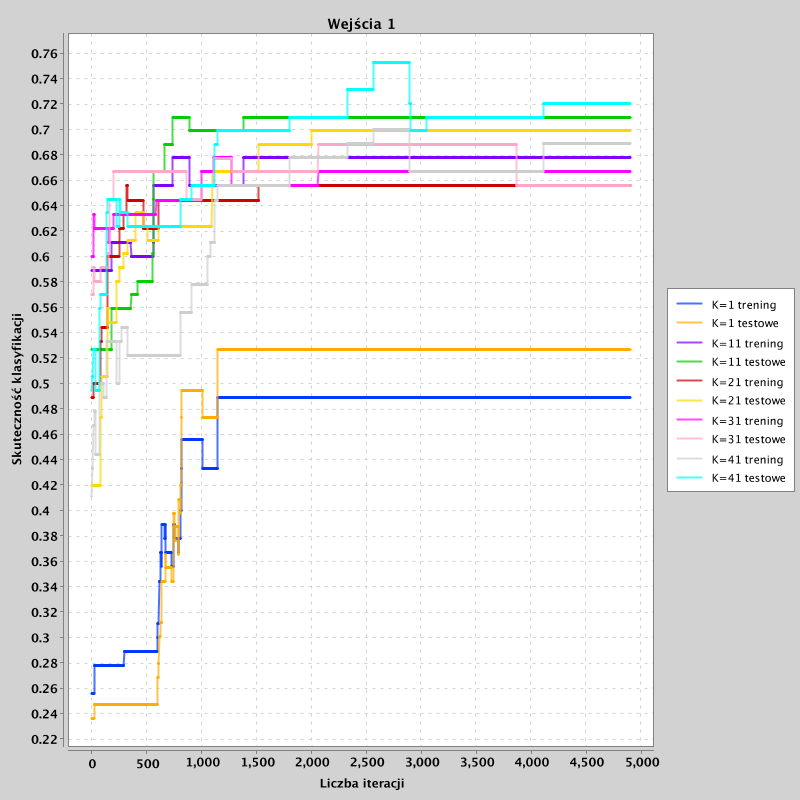 Wejścia 1
Skuteczność klasyfikacji
0.76
0.74
0.72
0.7
0.68
0.66
0.64
0.62
0.6
0.58
0.56
0.54
0.52
0.5
0.48
0.46
0.44
0.42
0.4
0.38
0.36
0.34
0.32
0.3
0.28
0.26
0.24
0.22
0 500 1,000 1,500 2,000 2,500 3,000 3,500 4,000 4,500 5,000
Liczba iteracji
K=1 trening
K=1 testowe
K=11 trening
K=11 testowe
K=21 trening
K=21 testowe
K=31 trening
K=31 testowe
K=41 trening
K=41 testowe